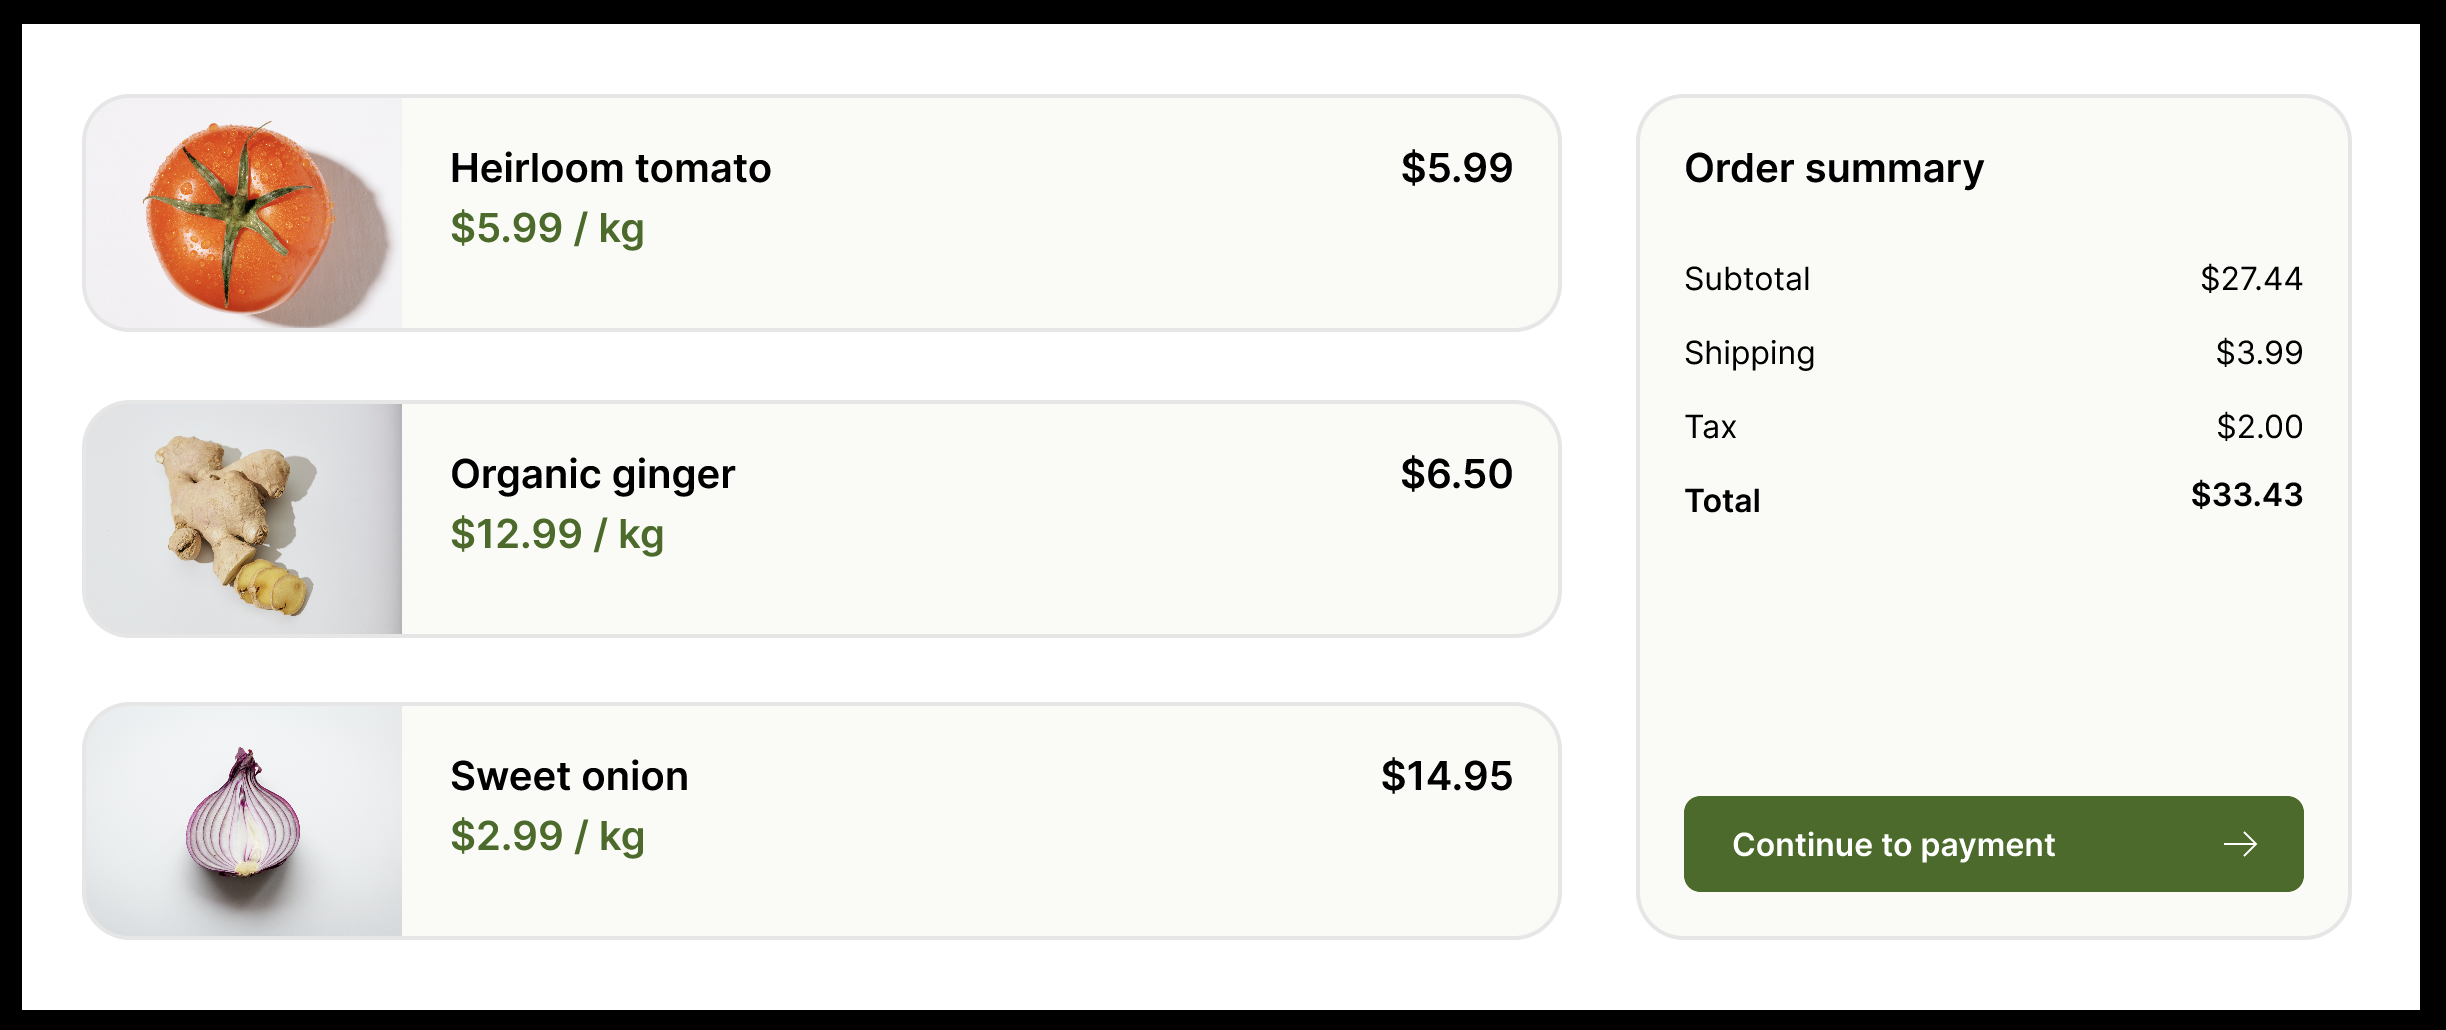 Heirloom tomato $5.99
$5.99 / kg
Organic ginger $6.50
$12.99 / kg
Sweet onion $14.95
$2.99 / kg
Order summary
Subtotal $27.44
Shipping $3.99
Tax $2.00
Total $33.43
Continue to payment